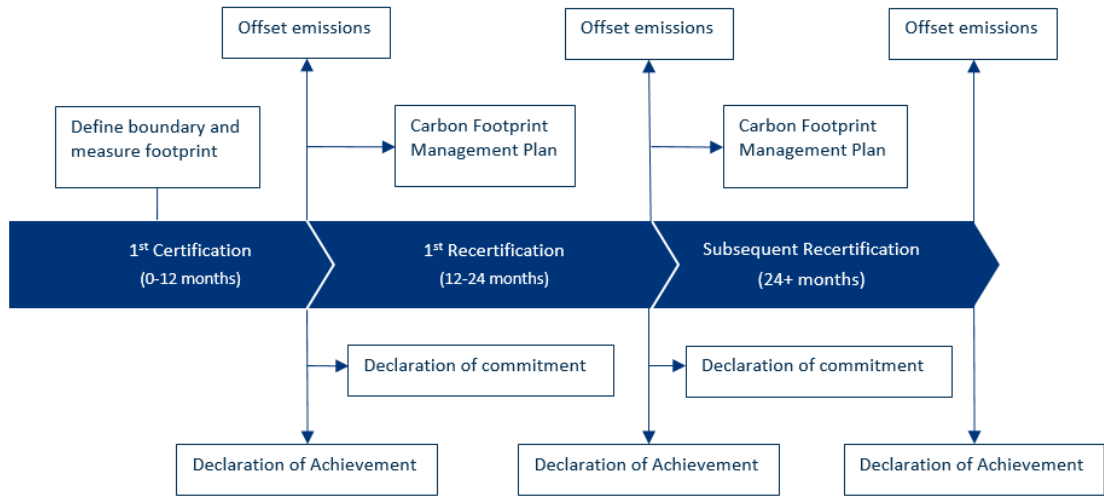 Offset emissions
Offset emissions
Offset emissions
Define boundary and
measure footprint
Carbon Footprint
Management Plan
Carbon Footprint
Management Plan
1st Certification
(0-12 months)
1st Recertification
(12-24 months)
Subsequent Recertification
(24+ months)
Declaration of commitment
Declaration of commitment
Declaration of Achievement
Declaration of Achievement
Declaration of Achievement